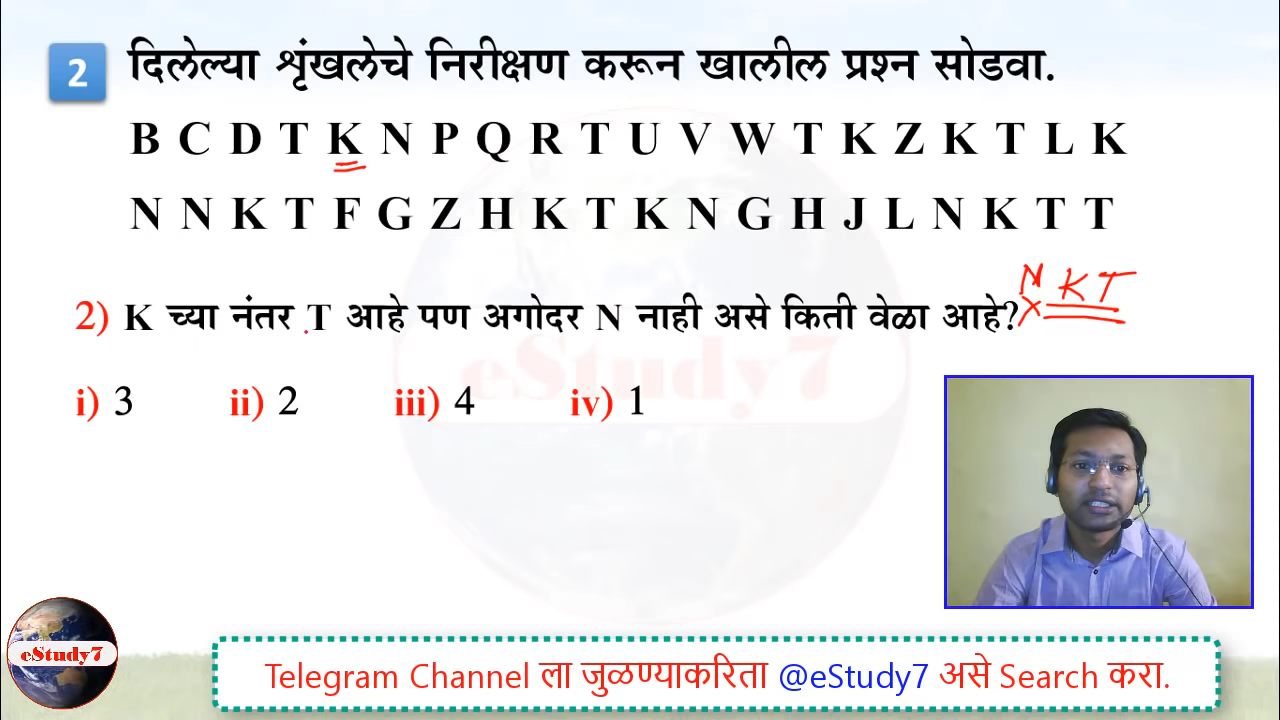 2 दिलेल्या शृंखलेचे निरीक्षण करून खालील प्रश्न सोडवा.
B C D T K N P Q R T U V W T K Z K T L K
N N K T F G Z H K T K N G H J L N K T T
N K T
2) K च्या नंतर T आहे पण अगोदर N नाही असे किती वेळा आहे? X
i) 3 ii) 2 iii) 4 iv) 1
eStudy7
eStudy7
Telegram Channel ला जुळण्याकरिता @eStudy7 असे Search करा.